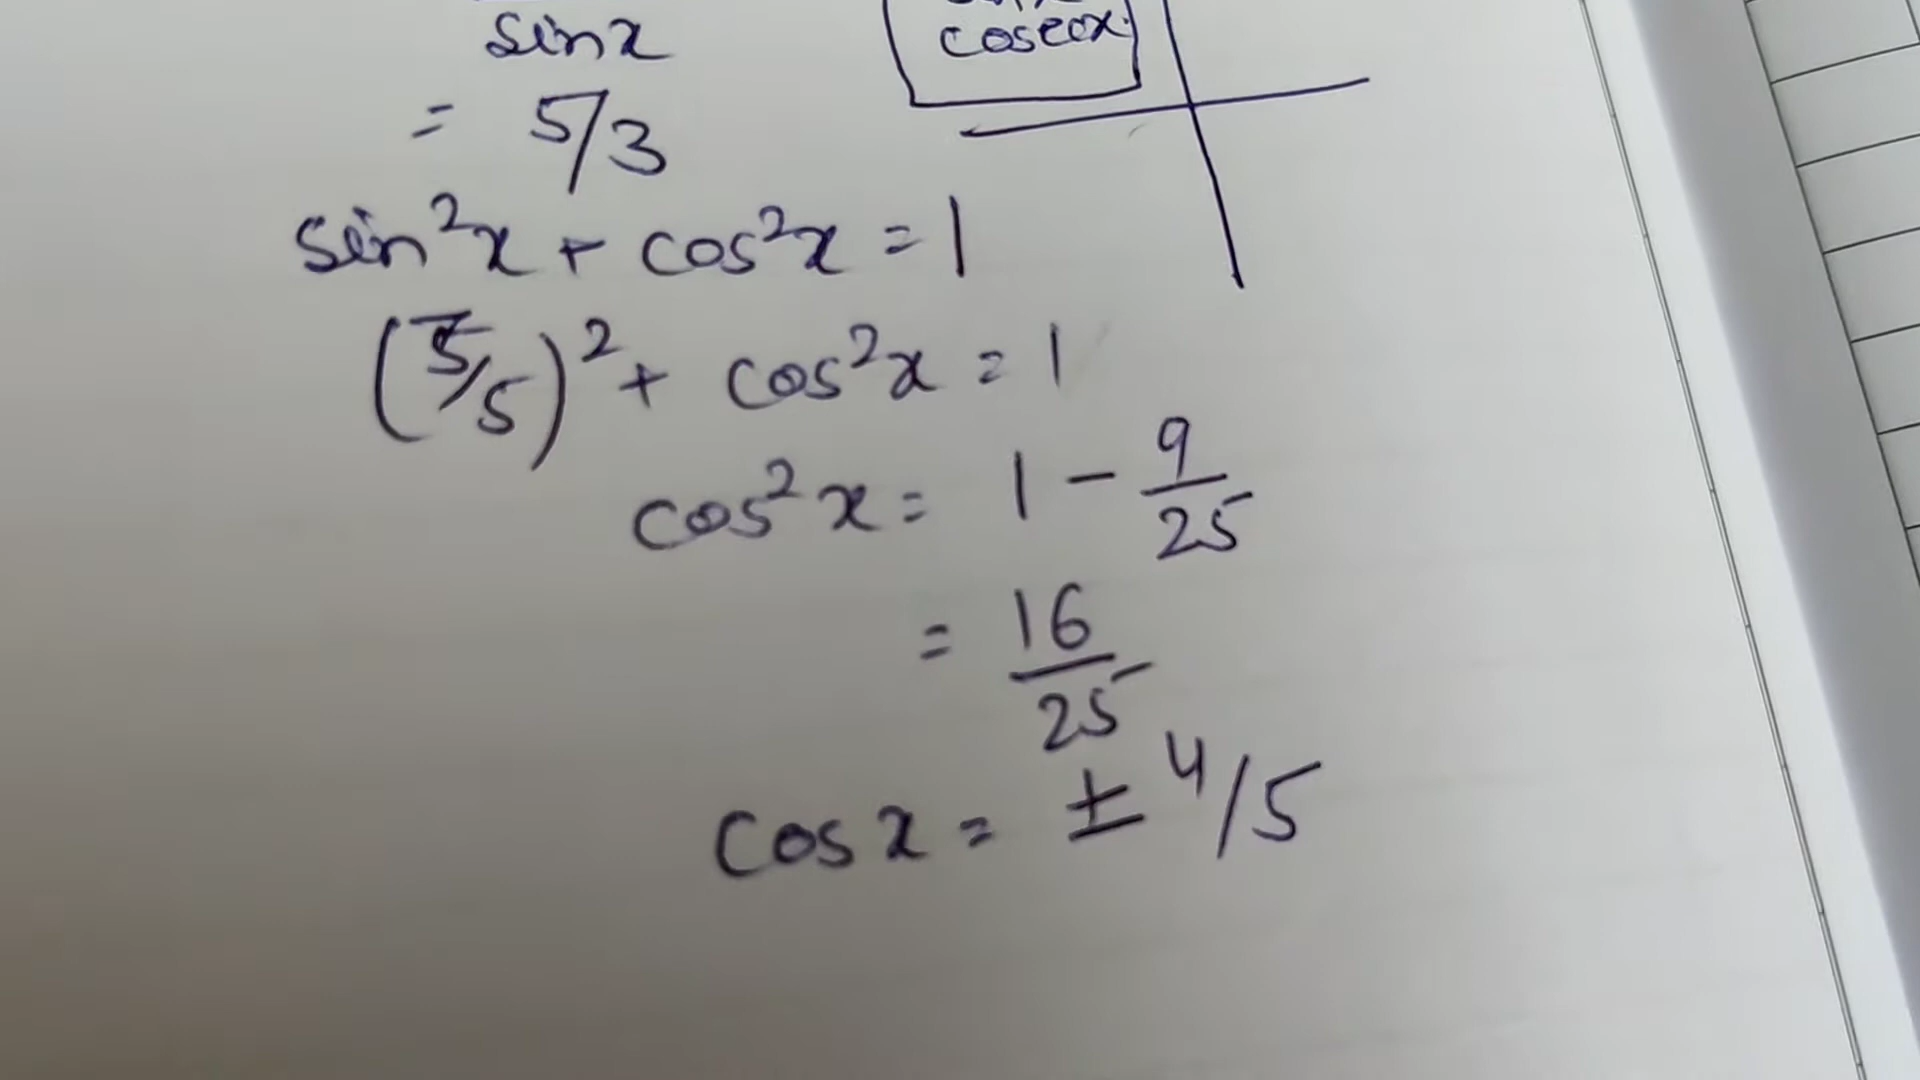 sinx
cosecx.
= 5/3
sin²x + cos²x = 1
(3/5)² + cos²x = 1
cos²x = 1 - 9/25
= 16/25
cosx = ± 4/5